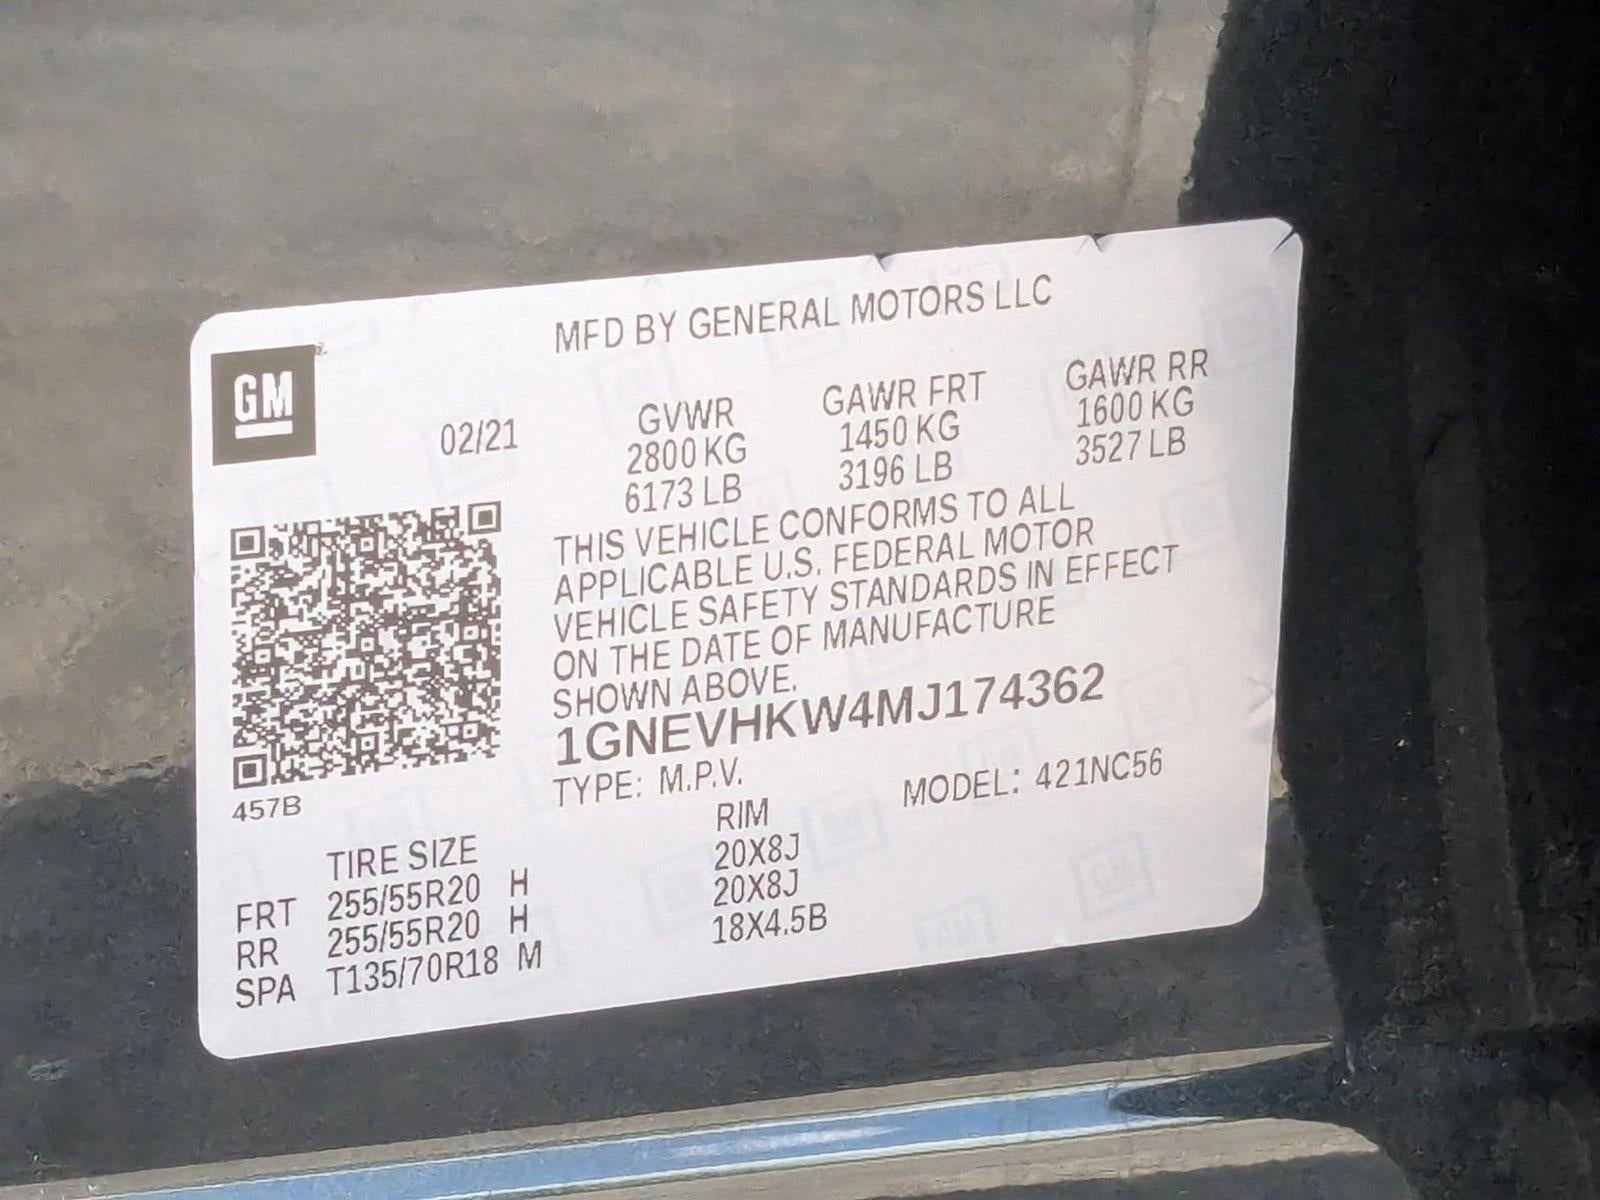 MFD BY GENERAL MOTORS LLC
GM
02/21
GVWR
2800 KG
6173 LB
GAWR FRT
1450 KG
3196 LB
GAWR RR
1600 KG
3527 LB
THIS VEHICLE CONFORMS TO ALL
APPLICABLE U.S. FEDERAL MOTOR
VEHICLE SAFETY STANDARDS IN EFFECT
ON THE DATE OF MANUFACTURE
SHOWN ABOVE.
1GNEVHKW4MJ174362
TYPE: M.P.V. MODEL: 421NC56
457B
TIRE SIZE RIM
FRT 255/55R20 H 20X8J
RR 255/55R20 H 20X8J
SPA T135/70R18 M 18X4.5B